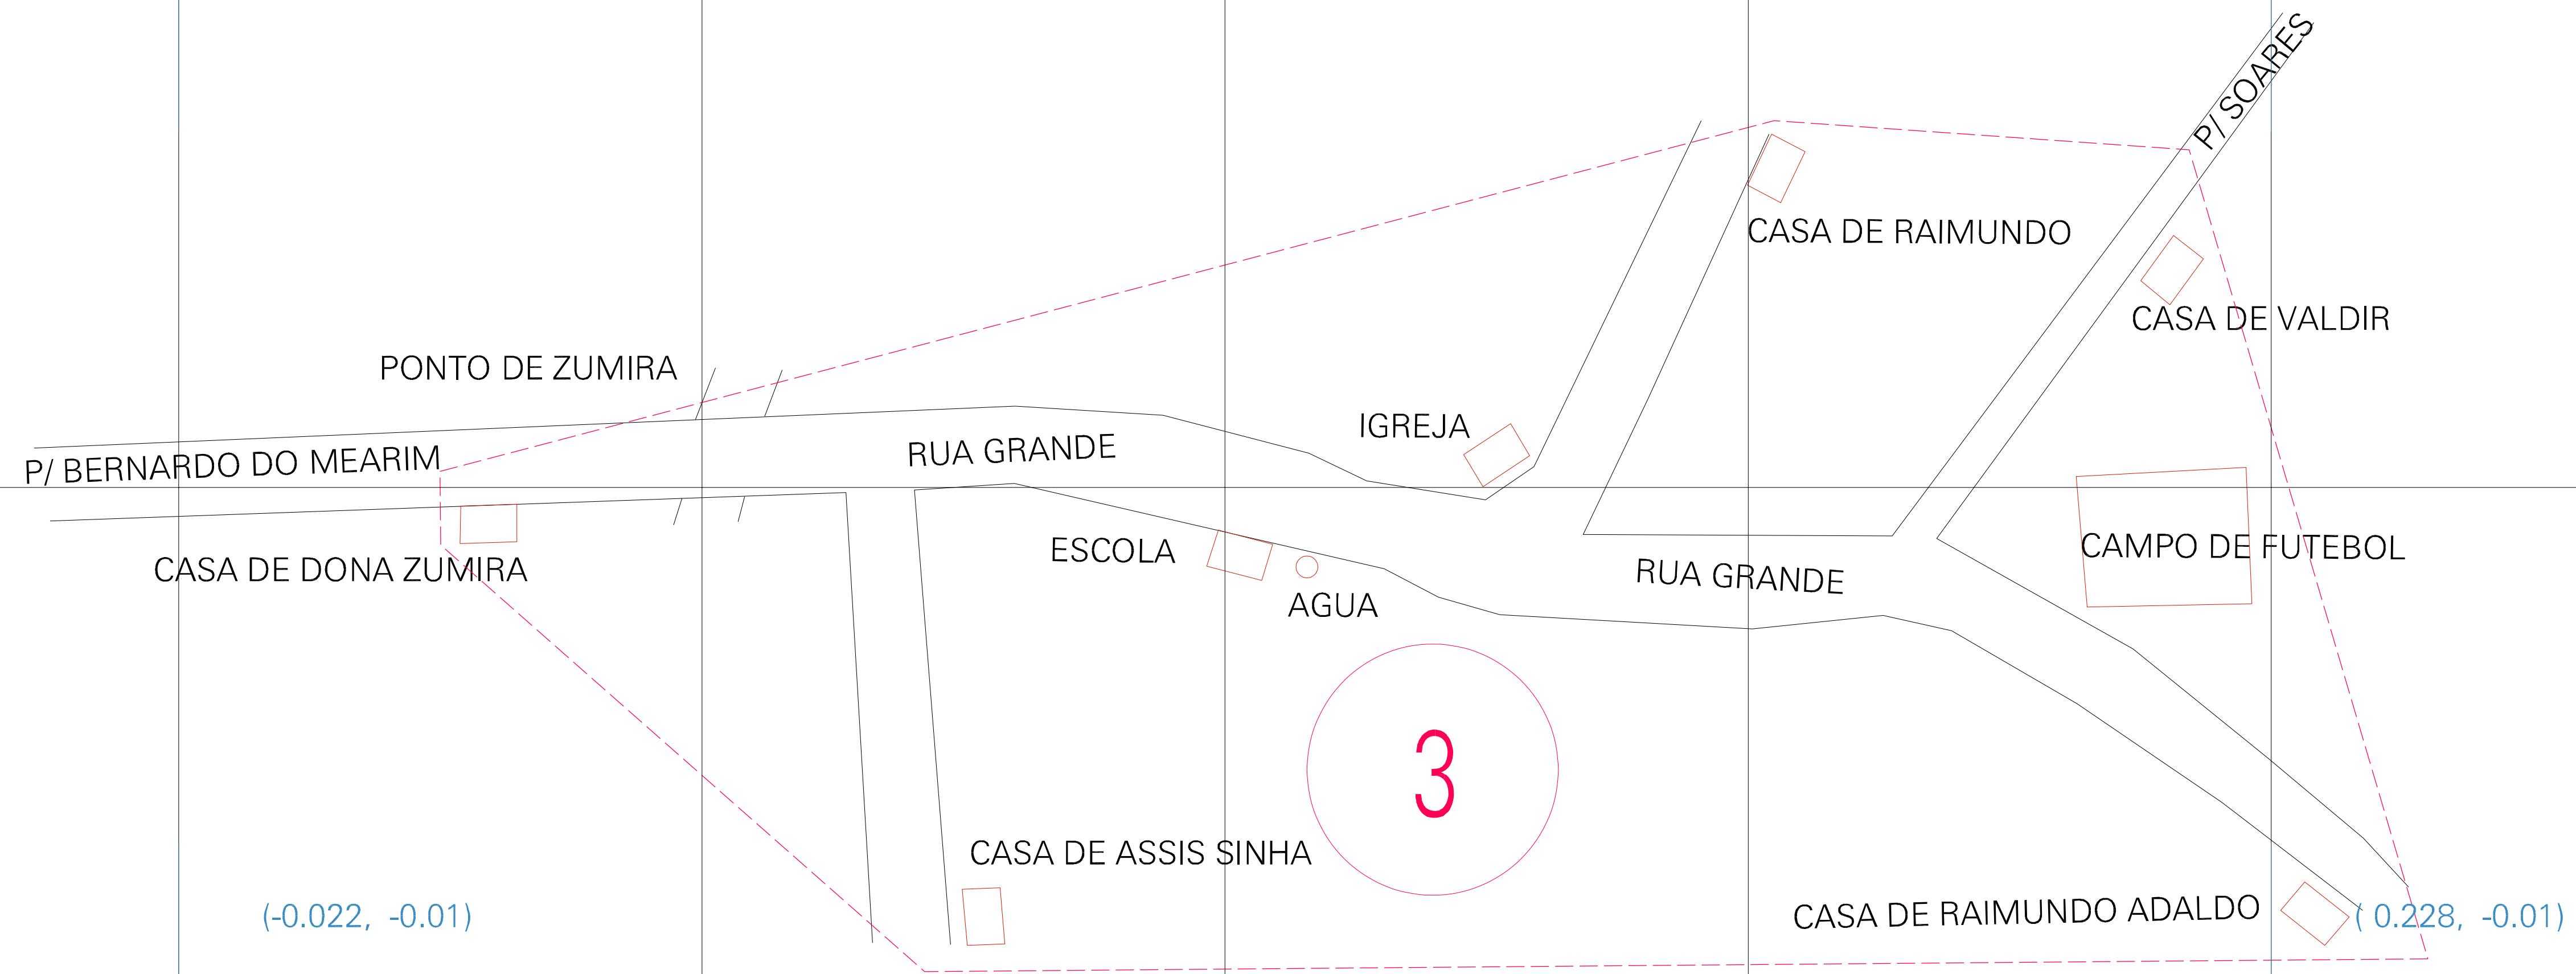 P/ SOARES
CASA DE RAIMUNDO
CASA DE VALDIR
PONTO DE ZUMIRA
IGREJA
RUA GRANDE
P/ BERNARDO DO MEARIM
CAMPO DE FUTEBOL
ESCOLA
CASA DE DONA ZUMIRA
RUA GRANDE
AGUA
3
CASA DE ASSIS SINHA
CASA DE RAIMUNDO ADALDO
(-0.022, -0.01)
( 0.228, -0.01)